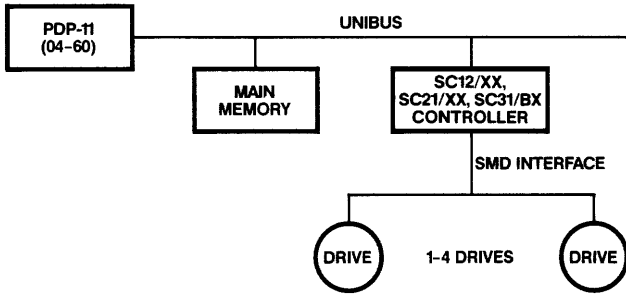 PDP-11
(04-60)
UNIBUS
MAIN
MEMORY
SC12/XX,
SC21/XX, SC31/BX
CONTROLLER
SMD INTERFACE
DRIVE
1-4 DRIVES
DRIVE